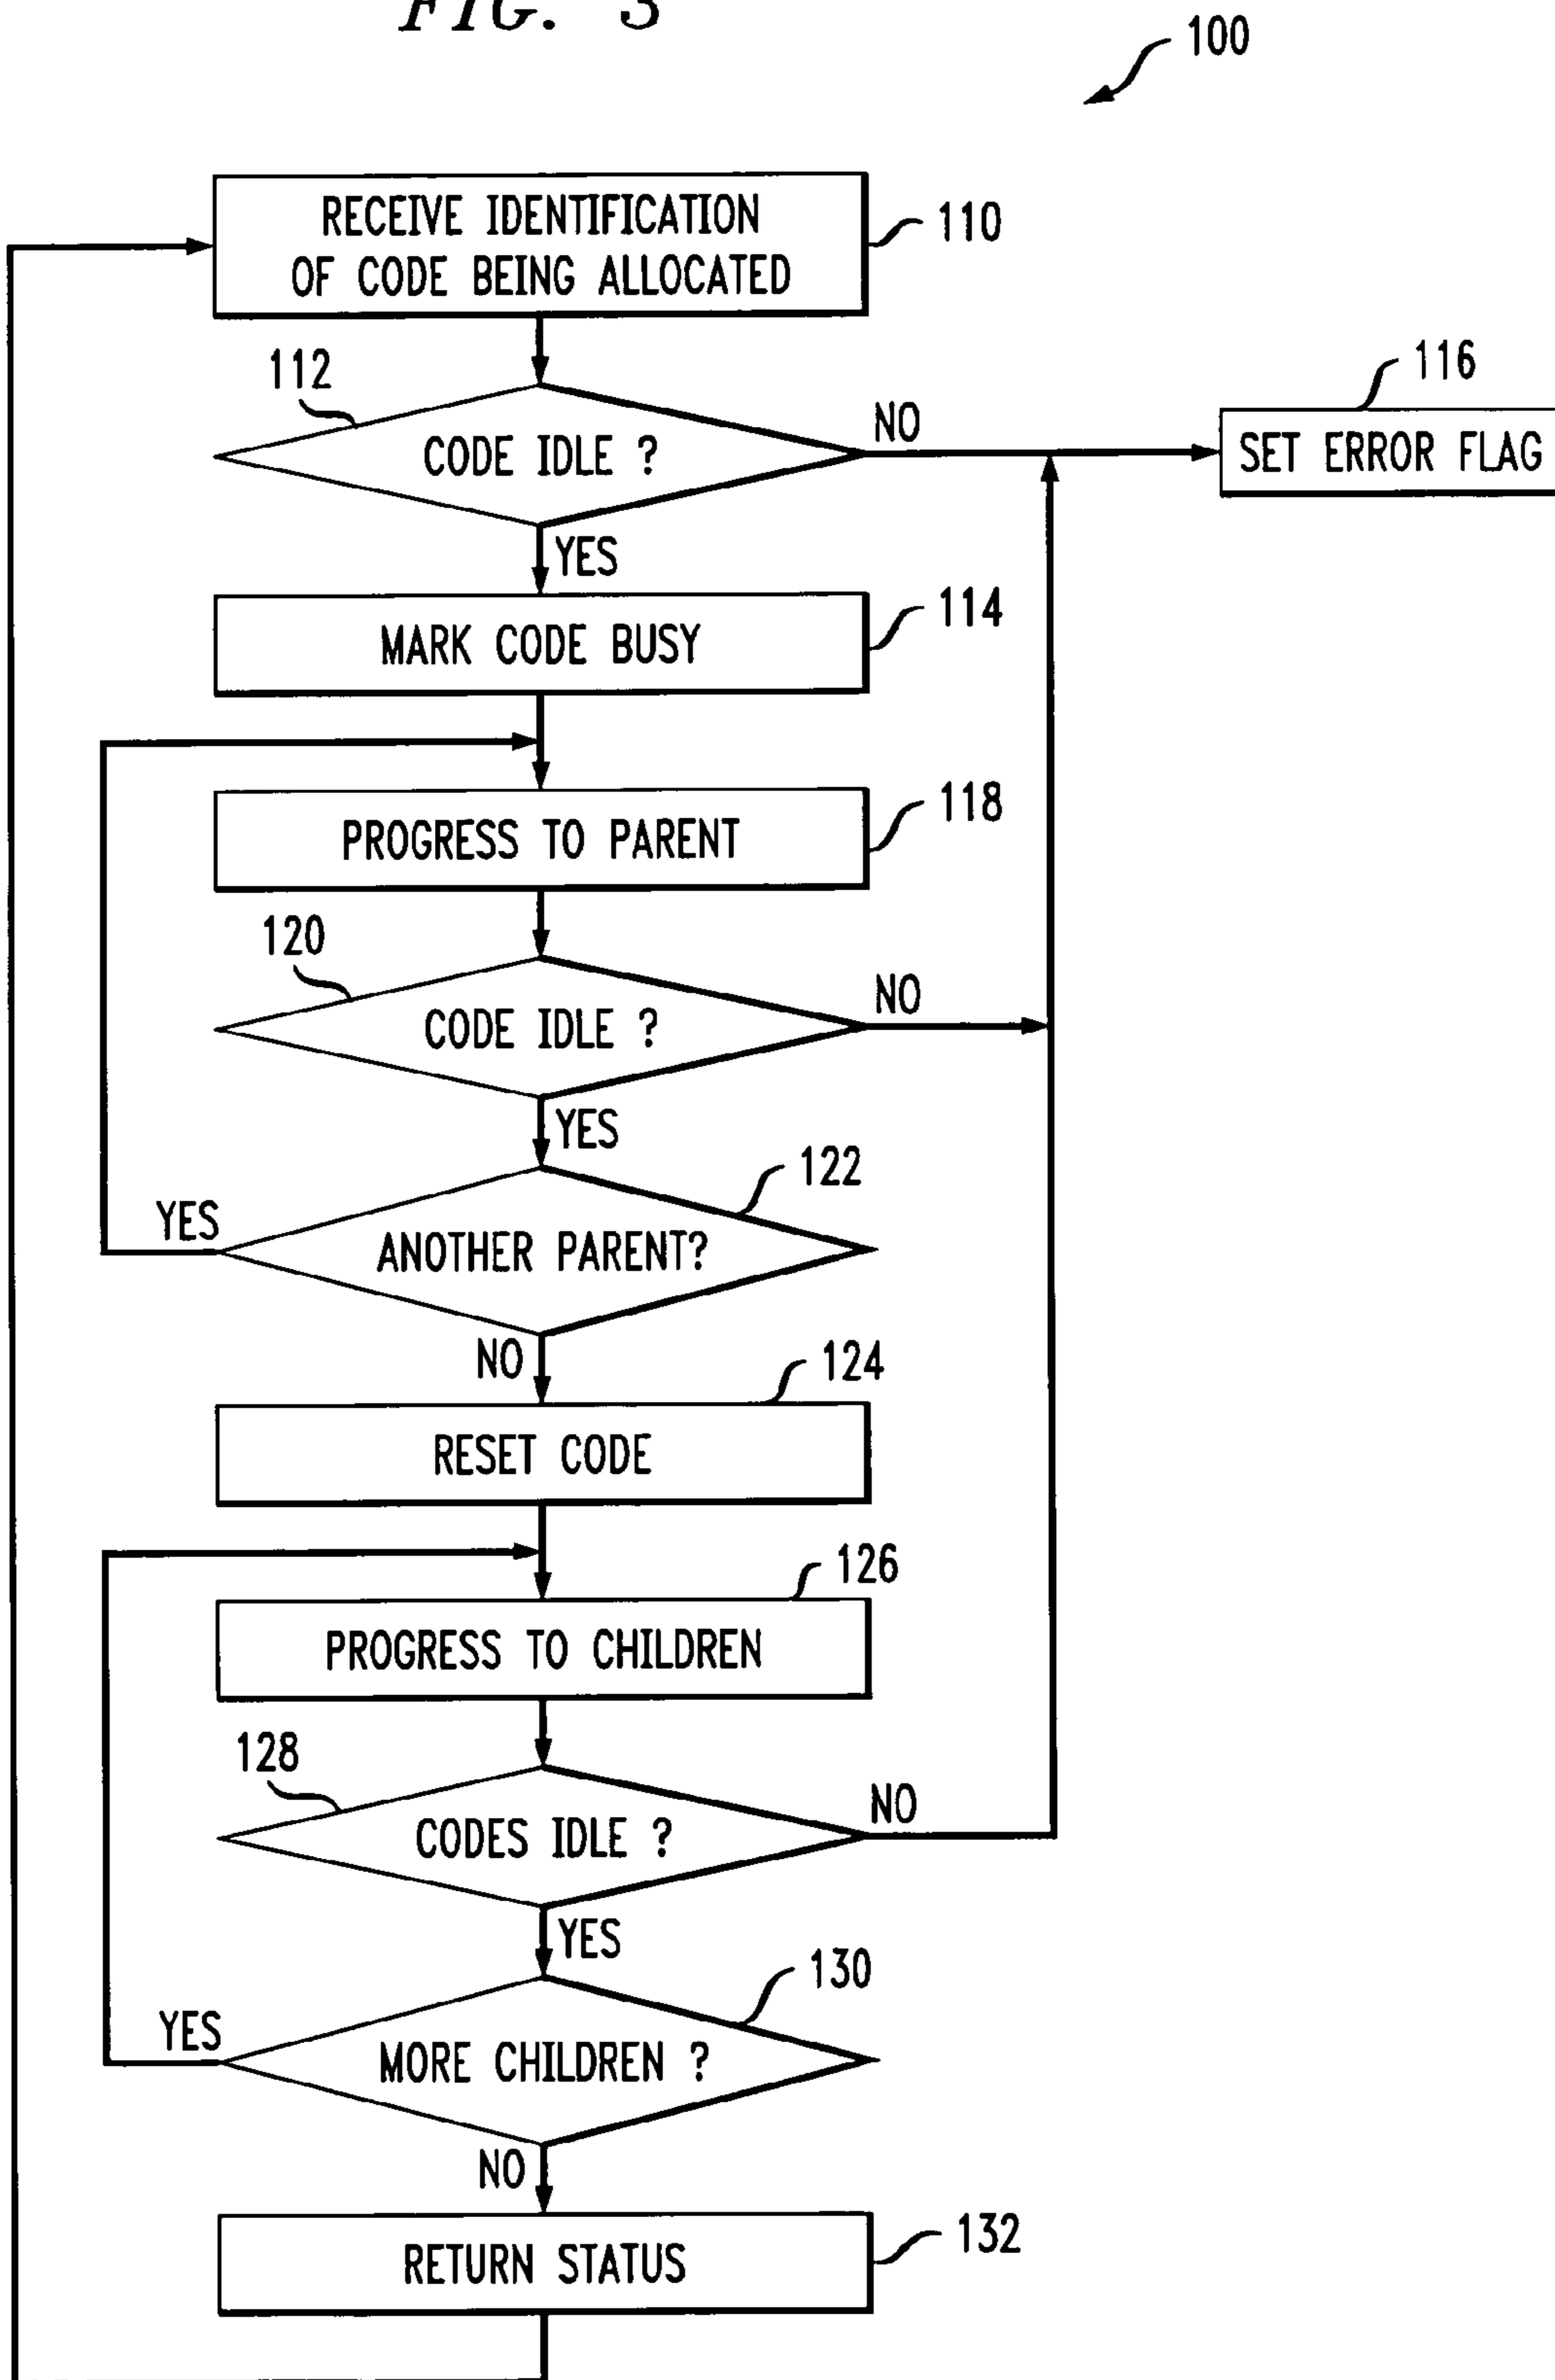 FIG. 3
100
RECEIVE IDENTIFICATION
OF CODE BEING ALLOCATED
110
112
CODE IDLE ?
NO
116
SET ERROR FLAG
YES
MARK CODE BUSY
114
PROGRESS TO PARENT
118
120
CODE IDLE ?
NO
YES
122
YES
ANOTHER PARENT?
NO
124
RESET CODE
126
PROGRESS TO CHILDREN
128
CODES IDLE ?
NO
YES
130
YES
MORE CHILDREN ?
NO
RETURN STATUS
132